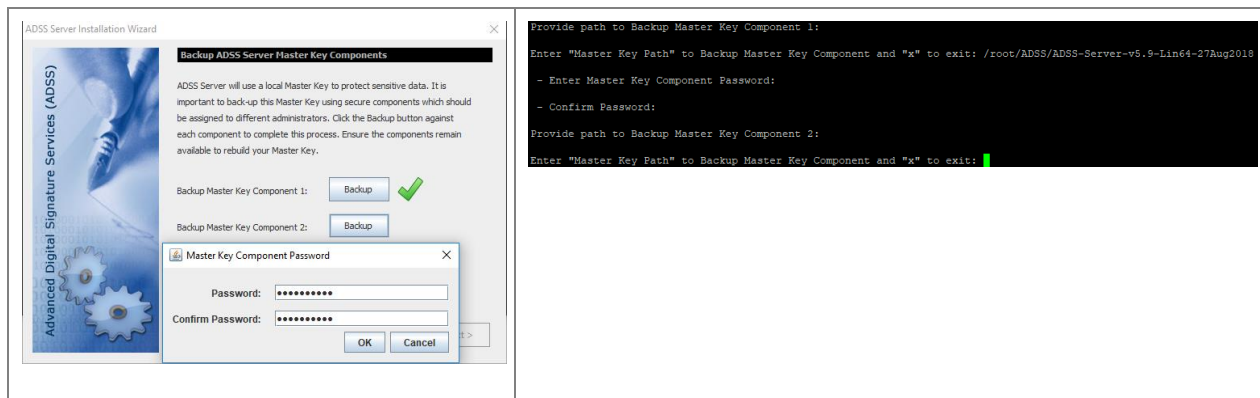 ADSS Server Installation Wizard
Advanced Digital Signature Services (ADSS)
Backup ADSS Server Master Key Components
ADSS Server will use a local Master Key to protect sensitive data. It is
important to back-up this Master Key using secure components which should
be assigned to different administrators. Click the Backup button against
each component to complete this process. Ensure the components remain
available to rebuild your Master Key.
Backup Master Key Component 1: Backup
Backup Master Key Component 2: Backup
Master Key Component Password
Password: ••••••••••
Confirm Password: ••••••••••
OK Cancel
Provide path to Backup Master Key Component 1:
Enter "Master Key Path" to Backup Master Key Component and "x" to exit: /root/ADSS/ADSS-Server-v5.9-Lin64-27Aug2018
- Enter Master Key Component Password:
- Confirm Password:
Provide path to Backup Master Key Component 2:
Enter "Master Key Path" to Backup Master Key Component and "x" to exit: